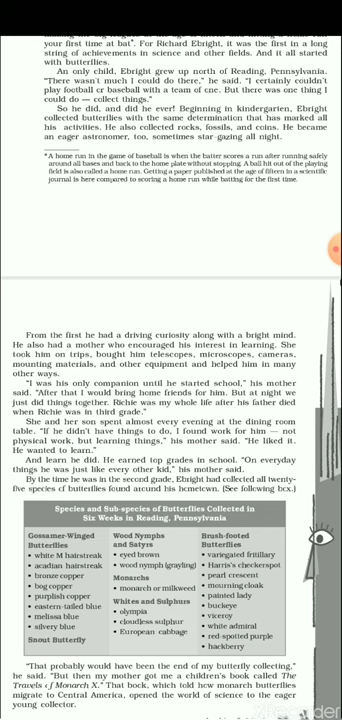 your first time at bat*. For Richard Ebright, it was the first in a long
string of achievements in science and other fields. And it all started
with butterflies.
An only child, Ebright grew up north of Reading, Pennsylvania.
"There wasn't much I could do there," he said. "I certainly couldn't
play football or baseball with a team of one. But there was one thing I
could do — collect things."
So he did, and did he ever! Beginning in kindergarten, Ebright
collected butterflies with the same determination that has marked all
his activities. He also collected rocks, fossils, and coins. He became
an eager astronomer, too, sometimes star-gazing all night.
*A home run in the game of baseball is when the batter scores a run after running safely
around all bases and back to the home plate without stopping. A ball hit out of the playing
field is also called a home run. Getting a paper published at the age of fifteen in a scientific
journal is here compared to scoring a home run while batting for the first time.
From the first he had a driving curiosity along with a bright mind.
He also had a mother who encouraged his interest in learning. She
took him on trips, bought him telescopes, microscopes, cameras,
mounting materials, and other equipment and helped him in many
other ways.
"I was his only companion until he started school," his mother
said. "After that I would bring home friends for him. But at night we
just did things together. Richie was my whole life after his father died
when Richie was in third grade."
She and her son spent almost every evening at the dining room
table. "If he didn't have things to do, I found work for him — not
physical work, but learning things," his mother said. "He liked it.
He wanted to learn."
And learn he did. He earned top grades in school. "On everyday
things he was just like every other kid," his mother said.
By the time he was in the second grade, Ebright had collected all twenty-
five species of butterflies found around his hometown. (See following box.)
Species and Sub-species of Butterflies Collected in
Six Weeks in Reading, Pennsylvania
Gossamer-Winged
Butterflies
• white M hairstreak
• acadian hairstreak
• bronze copper
• bog copper
• purplish copper
• eastern-tailed blue
• melissa blue
• silvery blue
Snout Butterfly
Wood Nymphs
and Satyrs
• eyed brown
• wood nymph (grayling)
Monarchs
• monarch or milkweed
Whites and Sulphurs
• olympia
• cloudless sulphur
• European cabbage
Brush-footed
Butterflies
• variegated fritillary
• Harris's checkerspot
• pearl crescent
• mourning cloak
• painted lady
• buckeye
• viceroy
• white admiral
• red-spotted purple
• hackberry
"That probably would have been the end of my butterfly collecting,"
he said. "But then my mother got me a children's book called The
Travels of Monarch X." That book, which told how monarch butterflies
migrate to Central America, opened the world of science to the eager
young collector.